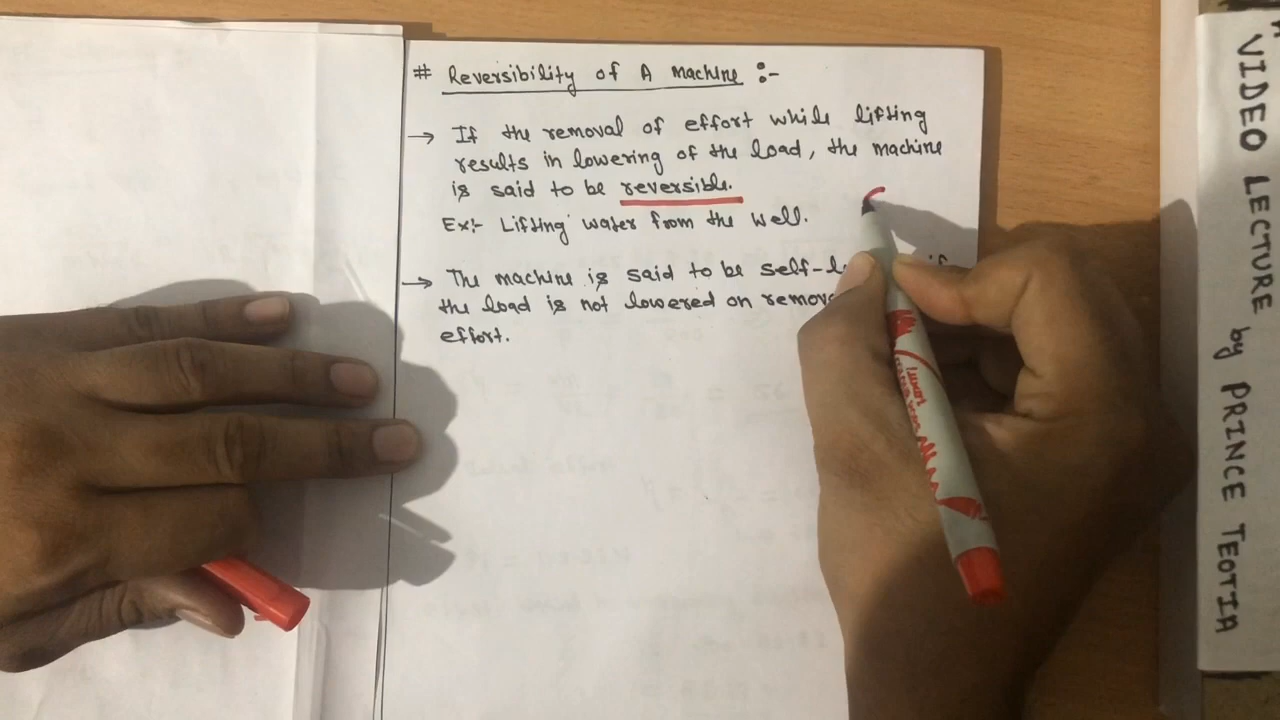 # Reversibility of A Machine :-
→ If the removal of effort while lifting
results in lowering of the load, the machine
is said to be reversible.
Ex:- Lifting water from the well.
→ The machine is said to be self-l if
the load is not lowered on remov
effort.
VIDEO LECTURE by PRINCE TEOTIA
Luxor